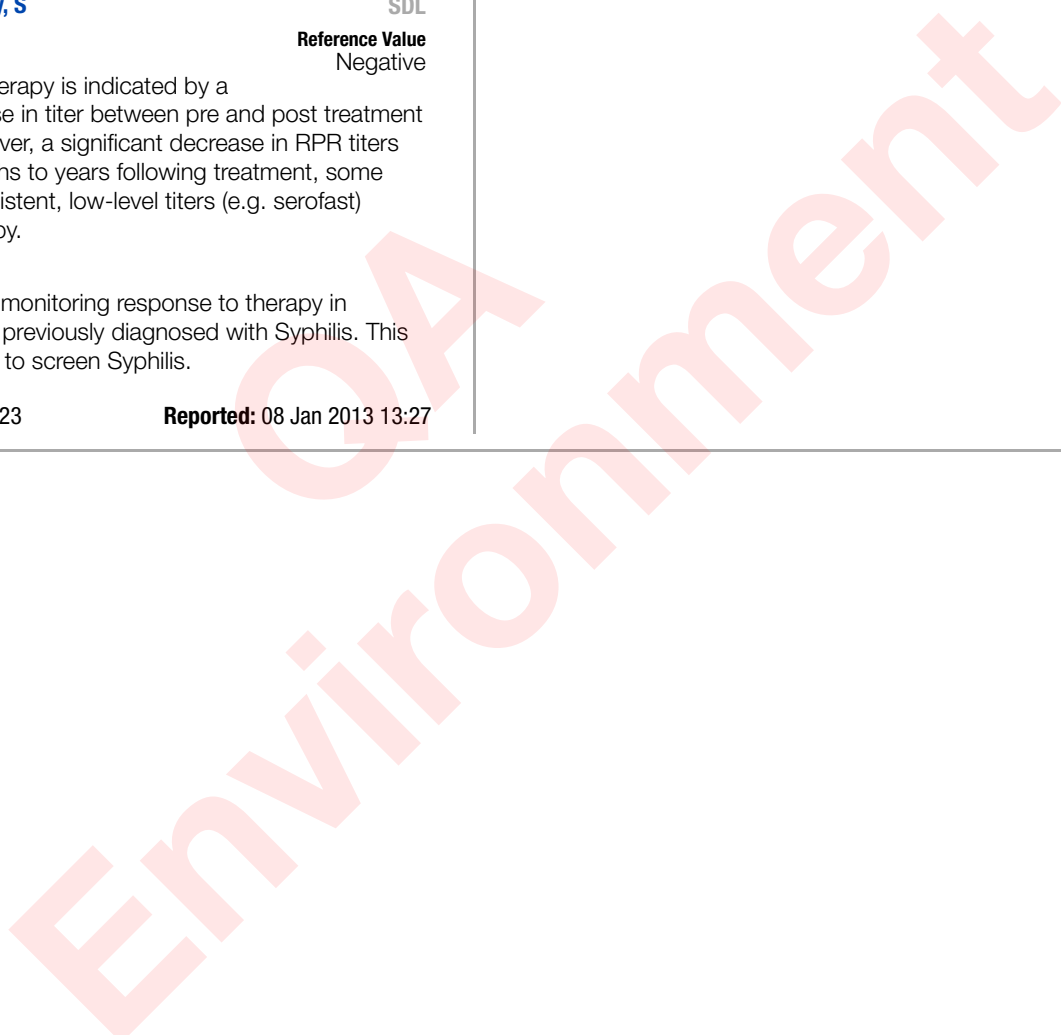 , S
SDL
Reference Value
Negative
erapy is indicated by a
se in titer between pre and post treatment
ver, a significant decrease in RPR titers
ns to years following treatment, some
istent, low-level titers (e.g. serofast)
by.
monitoring response to therapy in
previously diagnosed with Syphilis. This
to screen Syphilis.
23
Reported: 08 Jan 2013 13:27
QA
Environment